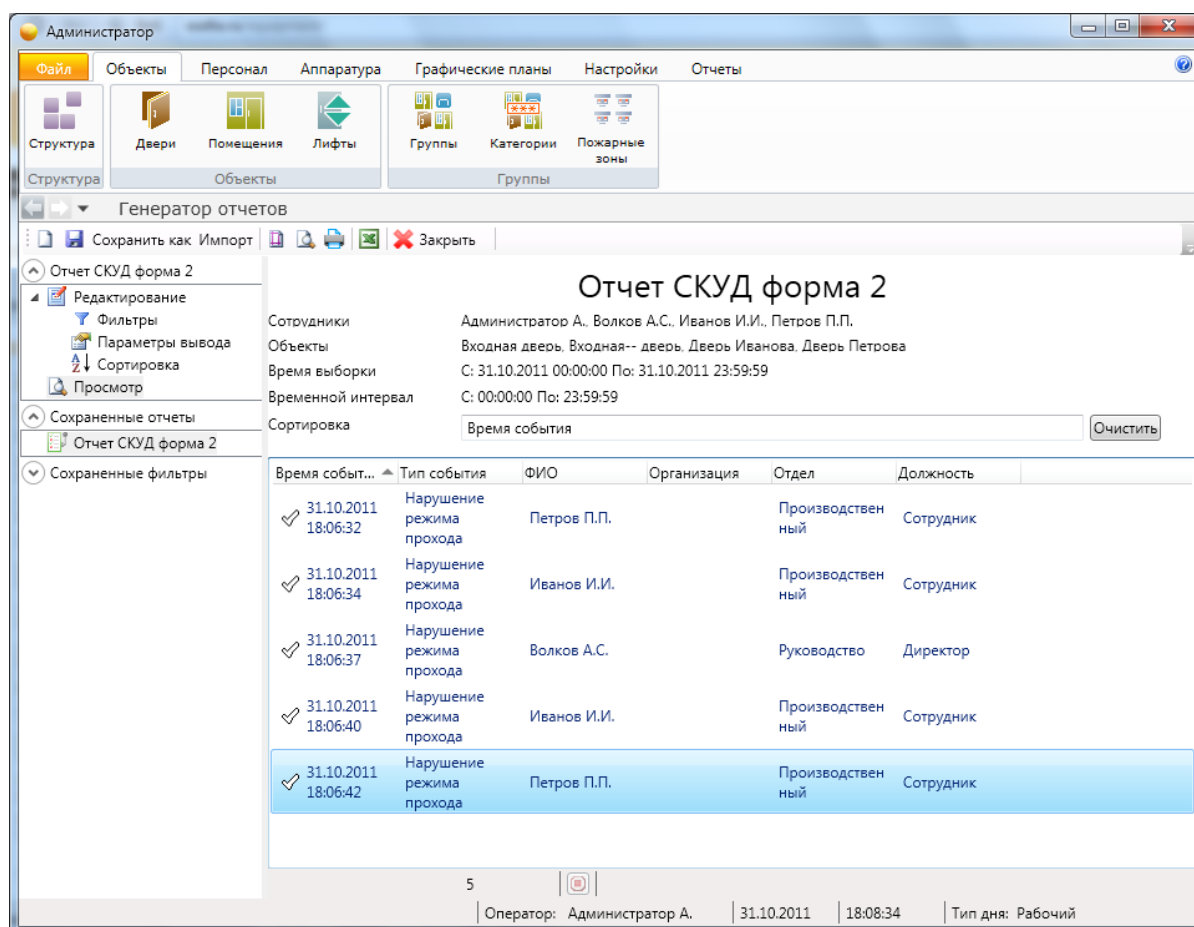 Администратор
Файл Объекты Персонал Аппаратура Графические планы Настройки Отчеты
Структура Двери Помещения Лифты Группы Категории Пожарные зоны
Структура Объекты Группы
Генератор отчетов
Сохранить как Импорт Закрыть
Отчет СКУД форма 2
Редактирование
Фильтры
Параметры вывода
Сортировка
Просмотр
Сохраненные отчеты
Отчет СКУД форма 2
Сохраненные фильтры
Отчет СКУД форма 2
Сотрудники Администратор А., Волков А.С., Иванов И.И., Петров П.П.
Объекты Входная дверь, Входная-- дверь, Дверь Иванова, Дверь Петрова
Время выборки С: 31.10.2011 00:00:00 По: 31.10.2011 23:59:59
Временной интервал С: 00:00:00 По: 23:59:59
Сортировка Время события Очистить
Время событ... Тип события ФИО Организация Отдел Должность
31.10.2011 18:06:32 Нарушение режима прохода Петров П.П. Производственный Сотрудник
31.10.2011 18:06:34 Нарушение режима прохода Иванов И.И. Производственный Сотрудник
31.10.2011 18:06:37 Нарушение режима прохода Волков А.С. Руководство Директор
31.10.2011 18:06:40 Нарушение режима прохода Иванов И.И. Производственный Сотрудник
31.10.2011 18:06:42 Нарушение режима прохода Петров П.П. Производственный Сотрудник
5
Оператор: Администратор А. 31.10.2011 18:08:34 Тип дня: Рабочий